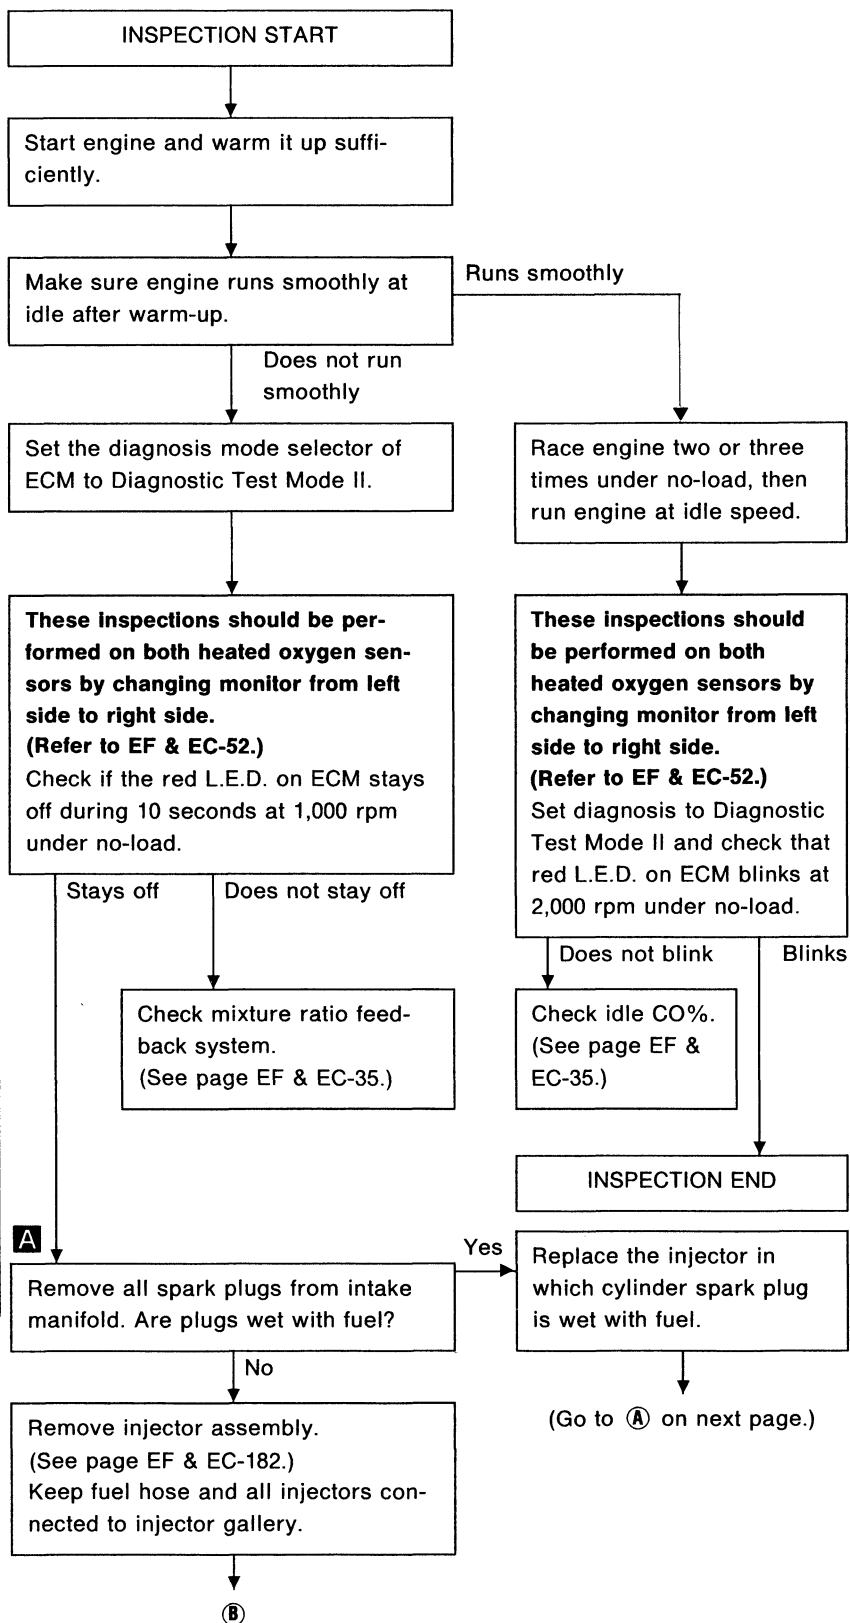 INSPECTION START
Start engine and warm it up suffi-
ciently.
Make sure engine runs smoothly at
idle after warm-up.
Runs smoothly
Does not run
smoothly
Set the diagnosis mode selector of
ECM to Diagnostic Test Mode II.
Race engine two or three
times under no-load, then
run engine at idle speed.
These inspections should be per-
formed on both heated oxygen sen-
sors by changing monitor from left
side to right side.
(Refer to EF & EC-52.)
Check if the red L.E.D. on ECM stays
off during 10 seconds at 1,000 rpm
under no-load.
These inspections should
be performed on both
heated oxygen sensors by
changing monitor from left
side to right side.
(Refer to EF & EC-52.)
Set diagnosis to Diagnostic
Test Mode II and check that
red L.E.D. on ECM blinks at
2,000 rpm under no-load.
Stays off
Does not stay off
Does not blink
Blinks
Check mixture ratio feed-
back system.
(See page EF & EC-35.)
Check idle CO%.
(See page EF &
EC-35.)
INSPECTION END
A
Remove all spark plugs from intake
manifold. Are plugs wet with fuel?
Yes
Replace the injector in
which cylinder spark plug
is wet with fuel.
No
(Go to Ⓐ on next page.)
Remove injector assembly.
(See page EF & EC-182.)
Keep fuel hose and all injectors con-
nected to injector gallery.
Ⓑ